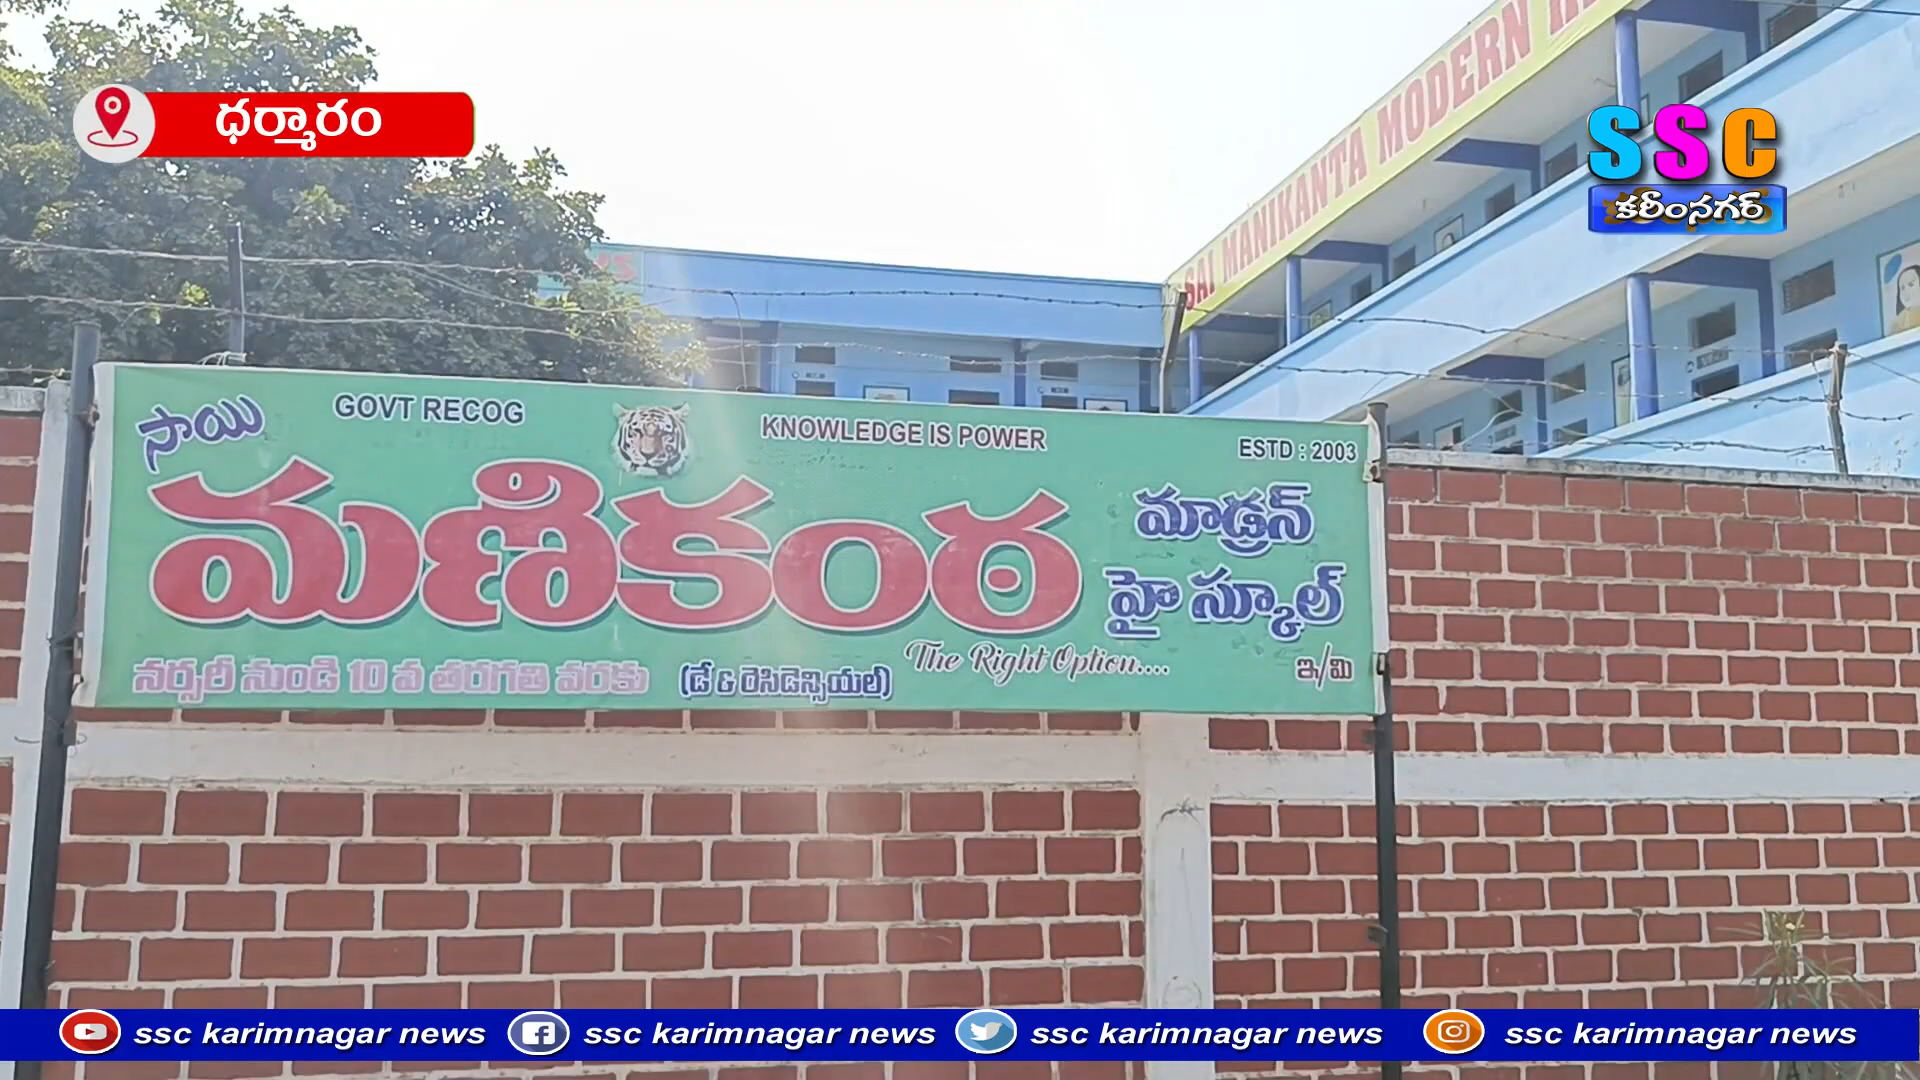 ధర్మారం
SSC
కరీంనగర్
SAI MANIKANTA MODERN
సాయి
GOVT RECOG
KNOWLEDGE IS POWER
ESTD : 2003
మణికంఠ
మాడ్రన్
హై స్కూల్
The Right Option....
ఇ/మి
నర్సరీ నుండి 10 వ తరగతి వరకు (డే & రెసిడెన్సియల్)
ssc karimnagar news ssc karimnagar news ssc karimnagar news ssc karimnagar news